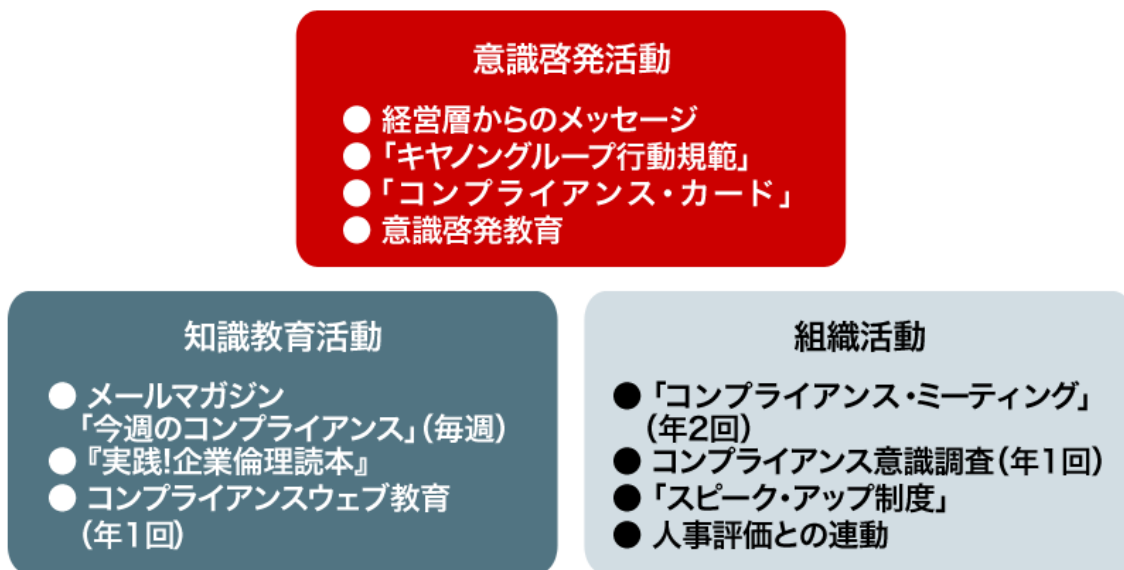 意識啓発活動
● 経営層からのメッセージ
● 「キヤノングループ行動規範」
● 「コンプライアンス・カード」
● 意識啓発教育
知識教育活動
● メールマガジン
「今週のコンプライアンス」(毎週)
● 『実践!企業倫理読本』
● コンプライアンスウェブ教育
(年1回)
組織活動
● 「コンプライアンス・ミーティング」
(年2回)
● コンプライアンス意識調査(年1回)
● 「スピーク・アップ制度」
● 人事評価との連動